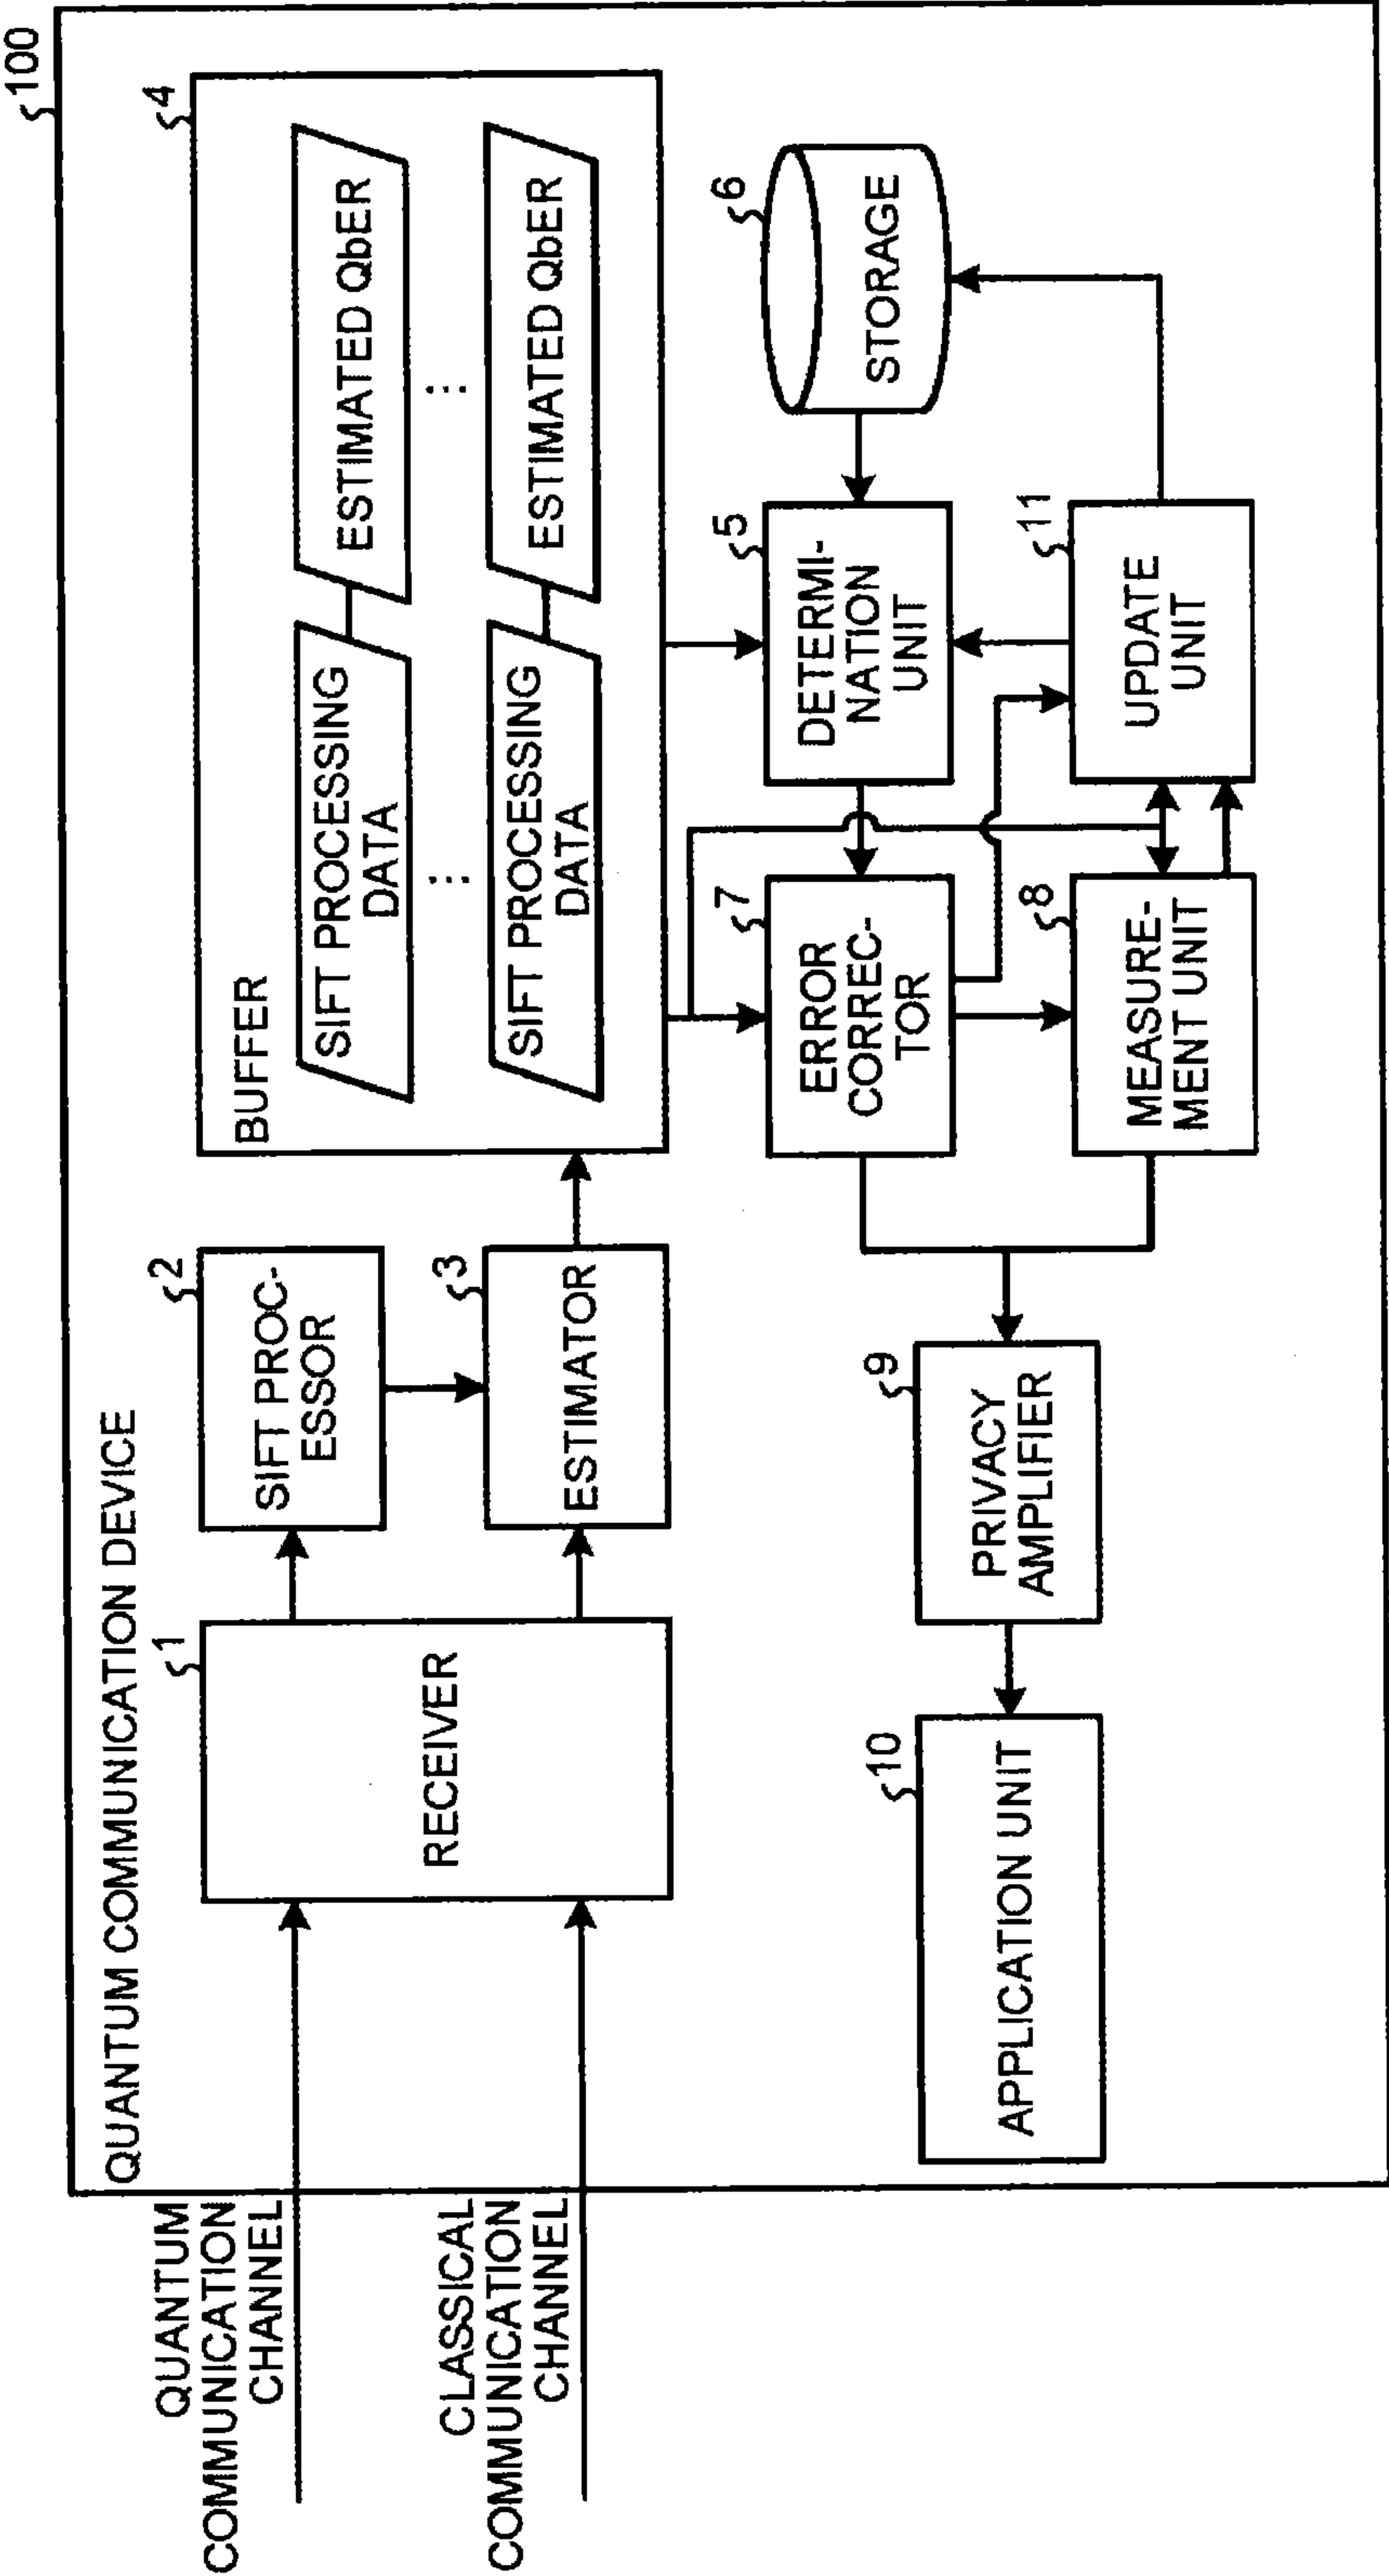 100
QUANTUM COMMUNICATION DEVICE
QUANTUM
COMMUNICATION
CHANNEL
CLASSICAL
COMMUNICATION
CHANNEL
1
RECEIVER
2
SIFT PROC-
ESSOR
3
ESTIMATOR
4
BUFFER
SIFT PROCESSING
DATA
ESTIMATED QbER
...
...
SIFT PROCESSING
DATA
ESTIMATED QbER
5
DETERMI-
NATION
UNIT
6
STORAGE
7
ERROR
CORREC-
TOR
8
MEASURE-
MENT UNIT
11
UPDATE
UNIT
9
PRIVACY
AMPLIFIER
10
APPLICATION UNIT